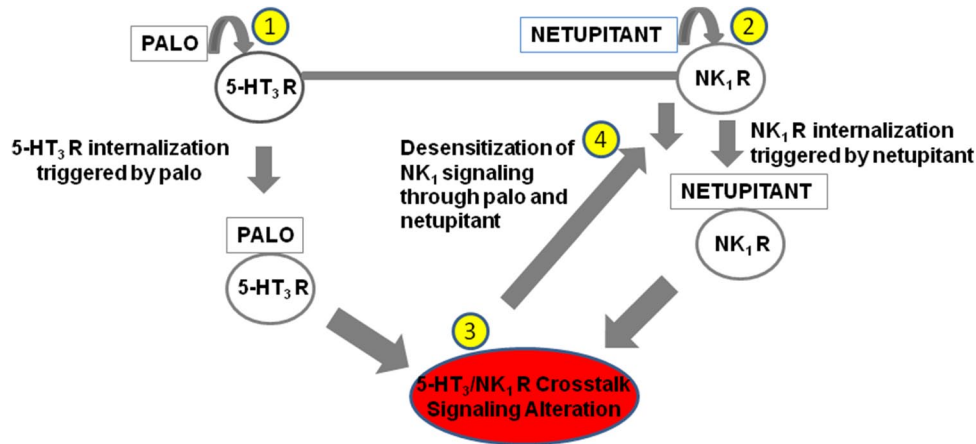 PALO
1
5-HT₃ R
NETUPITANT
2
NK₁ R
5-HT₃ R internalization
triggered by palo
Desensitization of
NK₁ signaling
through palo and
netupitant
4
NK₁ R internalization
triggered by netupitant
PALO
5-HT₃ R
NETUPITANT
NK₁ R
3
5-HT₃/NK₁ R Crosstalk
Signaling Alteration